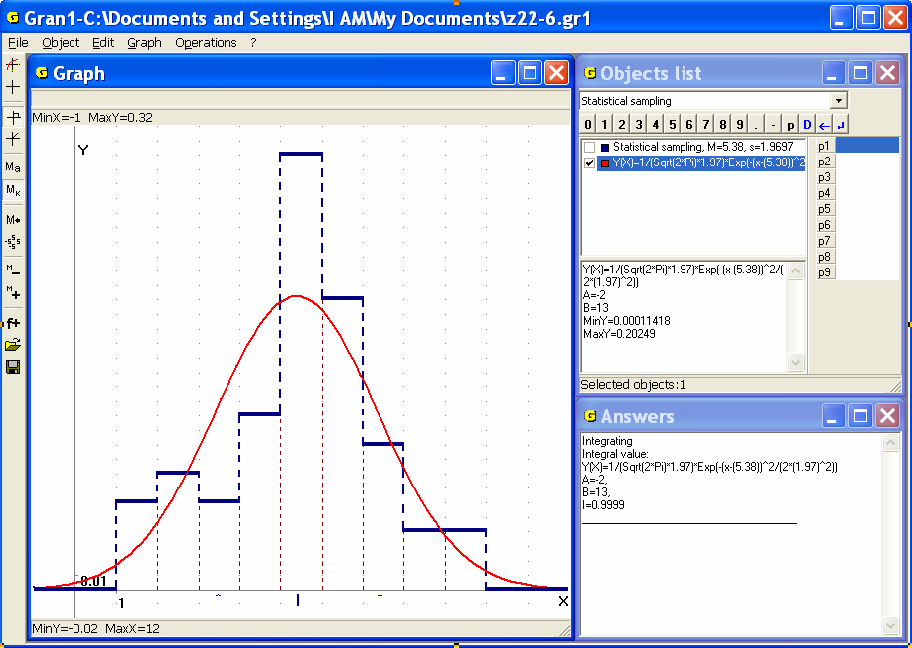 Gran1-C:\Documents and Settings\I AM\My Documents\z22-6.gr1
File Object Edit Graph Operations ?
Graph
MinX=-1 MaxY=0.32
Y
0.01
1
X
MinY=-0.02 MaxX=12
Ma
Mк
M
M
M
f+
Objects list
Statistical sampling
0 1 2 3 4 5 6 7 8 9 . - p D ← ↵
Statistical sampling, M=5.38, s=1.9697
Y(X)=1/(Sqrt(2*Pi)*1.97)*Exp(-(x-(5.38))^2
p1
p2
p3
p4
p5
p6
p7
p8
p9
Y(X)=1/(Sqrt(2*Pi)*1.97)*Exp(-(x-(5.38))^2/(
2*(1.97)^2))
A=-2
B=13
MinY=0.00011418
MaxY=0.20249
Selected objects:1
Answers
Integrating
Integral value:
Y(X)=1/(Sqrt(2*Pi)*1.97)*Exp(-(x-(5.38))^2/(2*(1.97)^2))
A=-2,
B=13,
I=0.9999